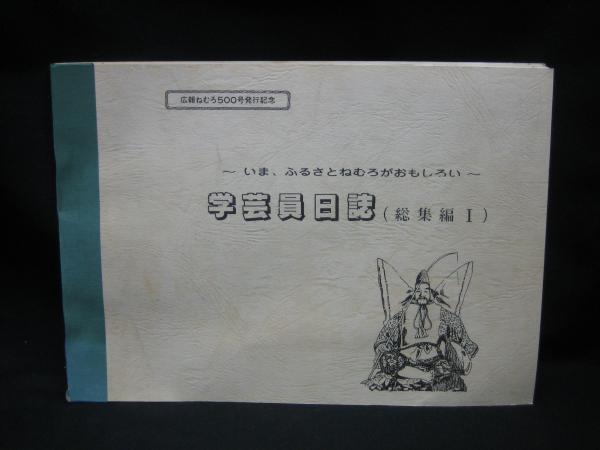 広報ねむろ500号発行記念
～ いま、ふるさとねむろがおもしろい ～
学芸員日誌（総集編 Ⅰ）